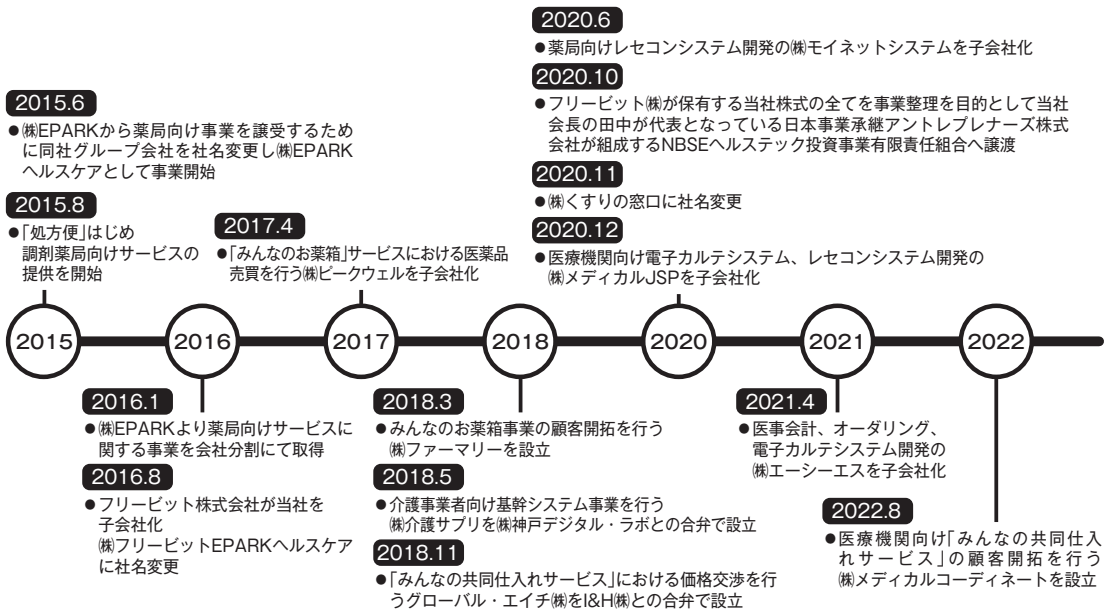 2015.6
●㈱EPARKから薬局向け事業を譲受するため
に同社グループ会社を社名変更し㈱EPARK
ヘルスケアとして事業開始
2015.8
●「処方便」はじめ
調剤薬局向けサービスの
提供を開始
2017.4
●「みんなのお薬箱」サービスにおける医薬品
売買を行う㈱ピークウェルを子会社化
2020.6
●薬局向けレセコンシステム開発の㈱モイネットシステムを子会社化
2020.10
●フリービット㈱が保有する当社株式の全てを事業整理を目的として当社
会長の田中が代表となっている日本事業承継アントレプレナーズ株式
会社が組成するNBSEヘルステック投資事業有限責任組合へ譲渡
2020.11
●㈱くすりの窓口に社名変更
2020.12
●医療機関向け電子カルテシステム、レセコンシステム開発の
㈱メディカルJSPを子会社化
2015
2016
2017
2018
2020
2021
2022
2016.1
●㈱EPARKより薬局向けサービスに
関する事業を会社分割にて取得
2016.8
●フリービット株式会社が当社を
子会社化
㈱フリービットEPARKヘルスケア
に社名変更
2018.3
●みんなのお薬箱事業の顧客開拓を行う
㈱ファーマリーを設立
2018.5
●介護事業者向け基幹システム事業を行う
㈱介護サプリを㈱神戸デジタル・ラボとの合弁で設立
2018.11
●「みんなの共同仕入れサービス」における価格交渉を行
うグローバル・エイチ㈱をI&H㈱との合弁で設立
2021.4
●医事会計、オーダリング、
電子カルテシステム開発の
㈱エーシーエスを子会社化
2022.8
●医療機関向け「みんなの共同仕入
れサービス」の顧客開拓を行う
㈱メディカルコーディネートを設立